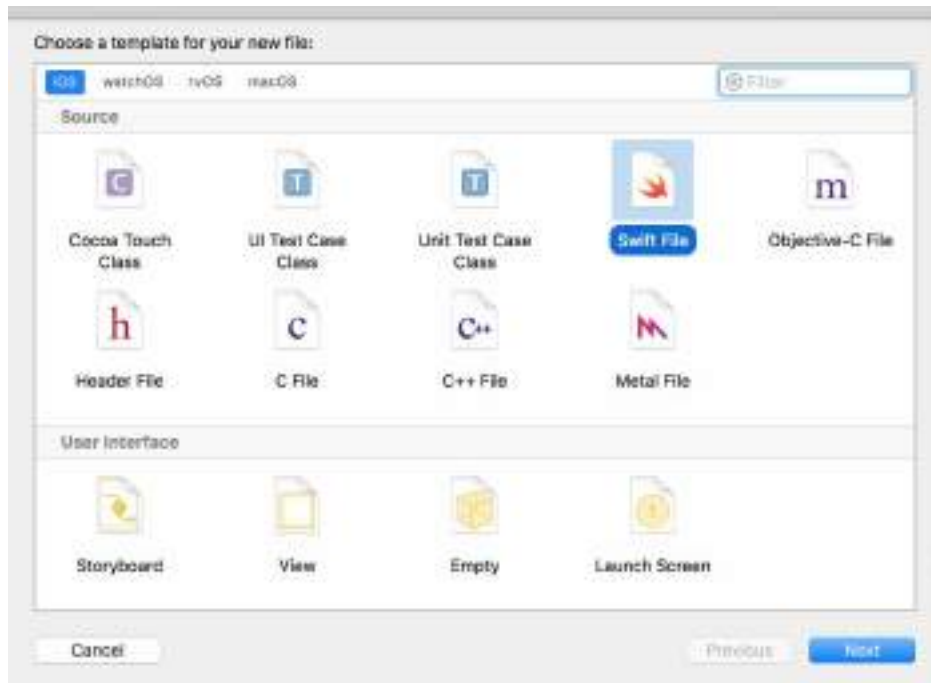 Choose a template for your new file:
iOS watchOS tvOS macOS Filter
Source
C T T m
Cocoa Touch Class
UI Test Case Class
Unit Test Case Class
Swift File
Objective-C File
h c C++
Header File
C File
C++ File
Metal File
User Interface
Storyboard
View
Empty
Launch Screen
Cancel Previous Next